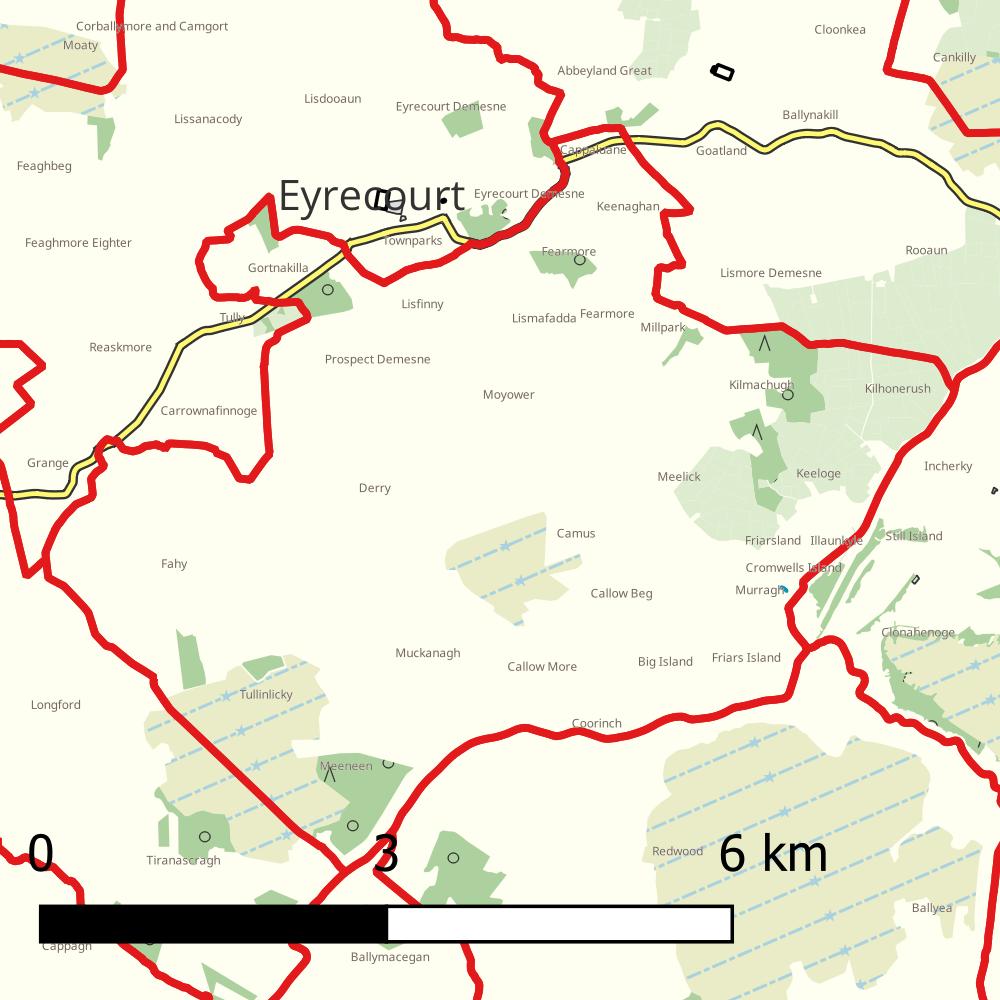 Corballymore and Camgort
Cloonkea
Moaty
Cankilly
Abbeyland Great
Lisdooaun
Eyrecourt Demesne
Lissanacody
Ballynakill
Cappaluane
Goatland
Feaghbeg
Eyrecourt
Eyrecourt Demesne
Keenaghan
Feaghmore Eighter
Townparks
Fearmore
Rooaun
Gortnakilla
Lismore Demesne
Lisfinny
Tully
Lismafadda
Fearmore
Millpark
Reaskmore
Prospect Demesne
Kilmachugh
Kilhonerush
Moyower
Carrownafinnoge
Grange
Incherky
Meelick
Keeloge
Derry
Camus
Still Island
Friarsland
Illaunkyle
Fahy
Cromwells Island
Murragh
Callow Beg
Clonahenoge
Muckanagh
Callow More
Big Island
Friars Island
Tullinlicky
Longford
Coorinch
Meeneen
0
3
6 km
Redwood
Tiranascragh
Ballyea
Cappagh
Ballymacegan